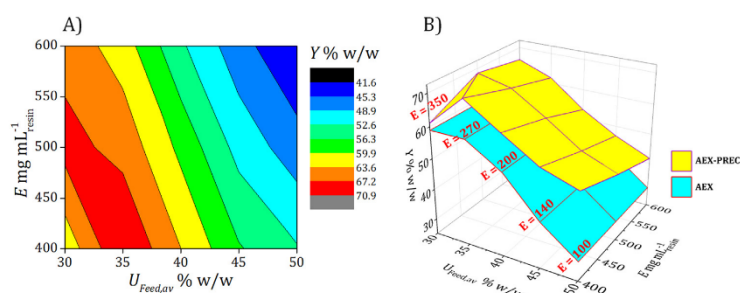 A)
Y % w/w
600
550
500
450
400
E mg mL⁻¹resin
30
35
40
45
50
U Feed,av % w/w
41.6
45.3
48.9
52.6
56.3
59.9
63.6
67.2
70.9
B)
70
60
50
40
30
Y % w/w
E = 350
E = 270
E = 200
E = 140
E = 100
30
35
40
45
50
U Feed,av % w/w
400
450
500
550
600
E mg mL⁻¹resin
AEX-PREC
AEX